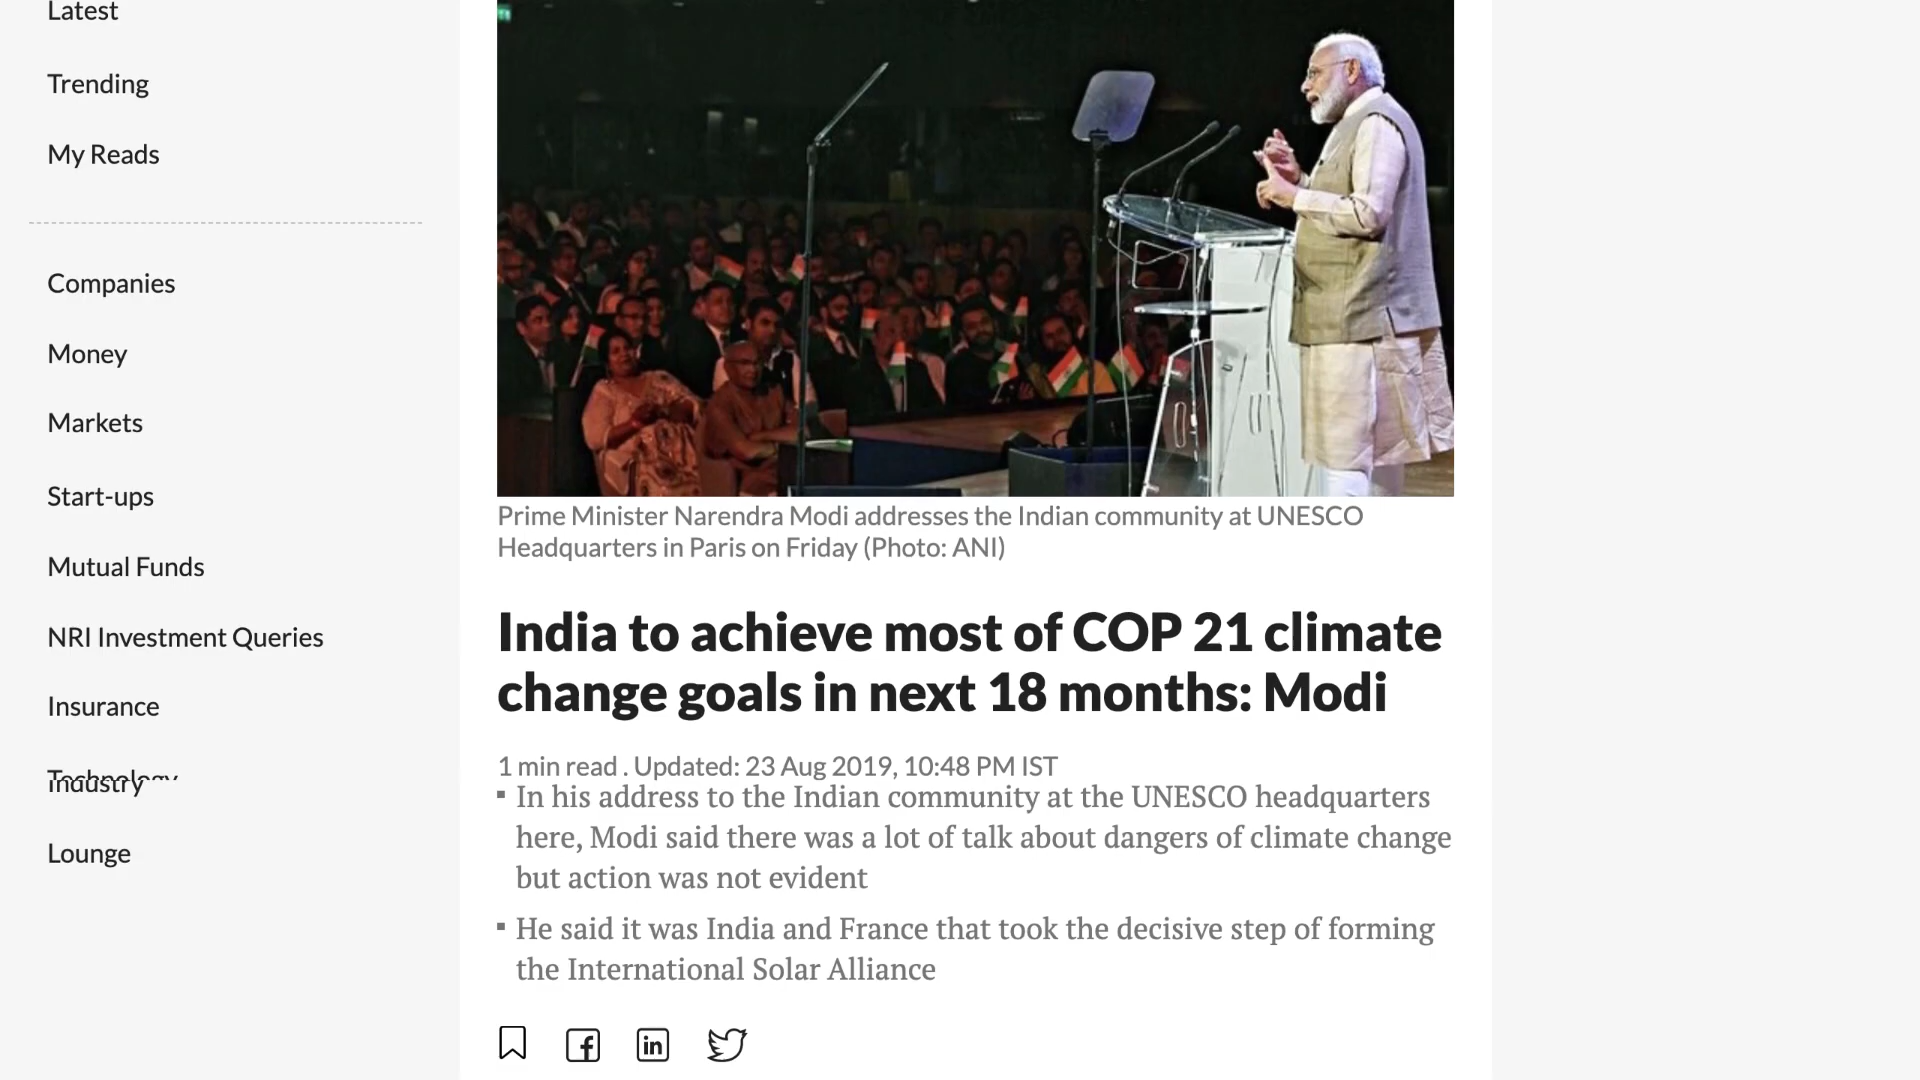 Latest
Trending
My Reads
Companies
Money
Markets
Start-ups
Mutual Funds
NRI Investment Queries
Insurance
Industry
Lounge
Prime Minister Narendra Modi addresses the Indian community at UNESCO
Headquarters in Paris on Friday (Photo: ANI)
India to achieve most of COP 21 climate
change goals in next 18 months: Modi
1 min read . Updated: 23 Aug 2019, 10:48 PM IST
In his address to the Indian community at the UNESCO headquarters
here, Modi said there was a lot of talk about dangers of climate change
but action was not evident
He said it was India and France that took the decisive step of forming
the International Solar Alliance